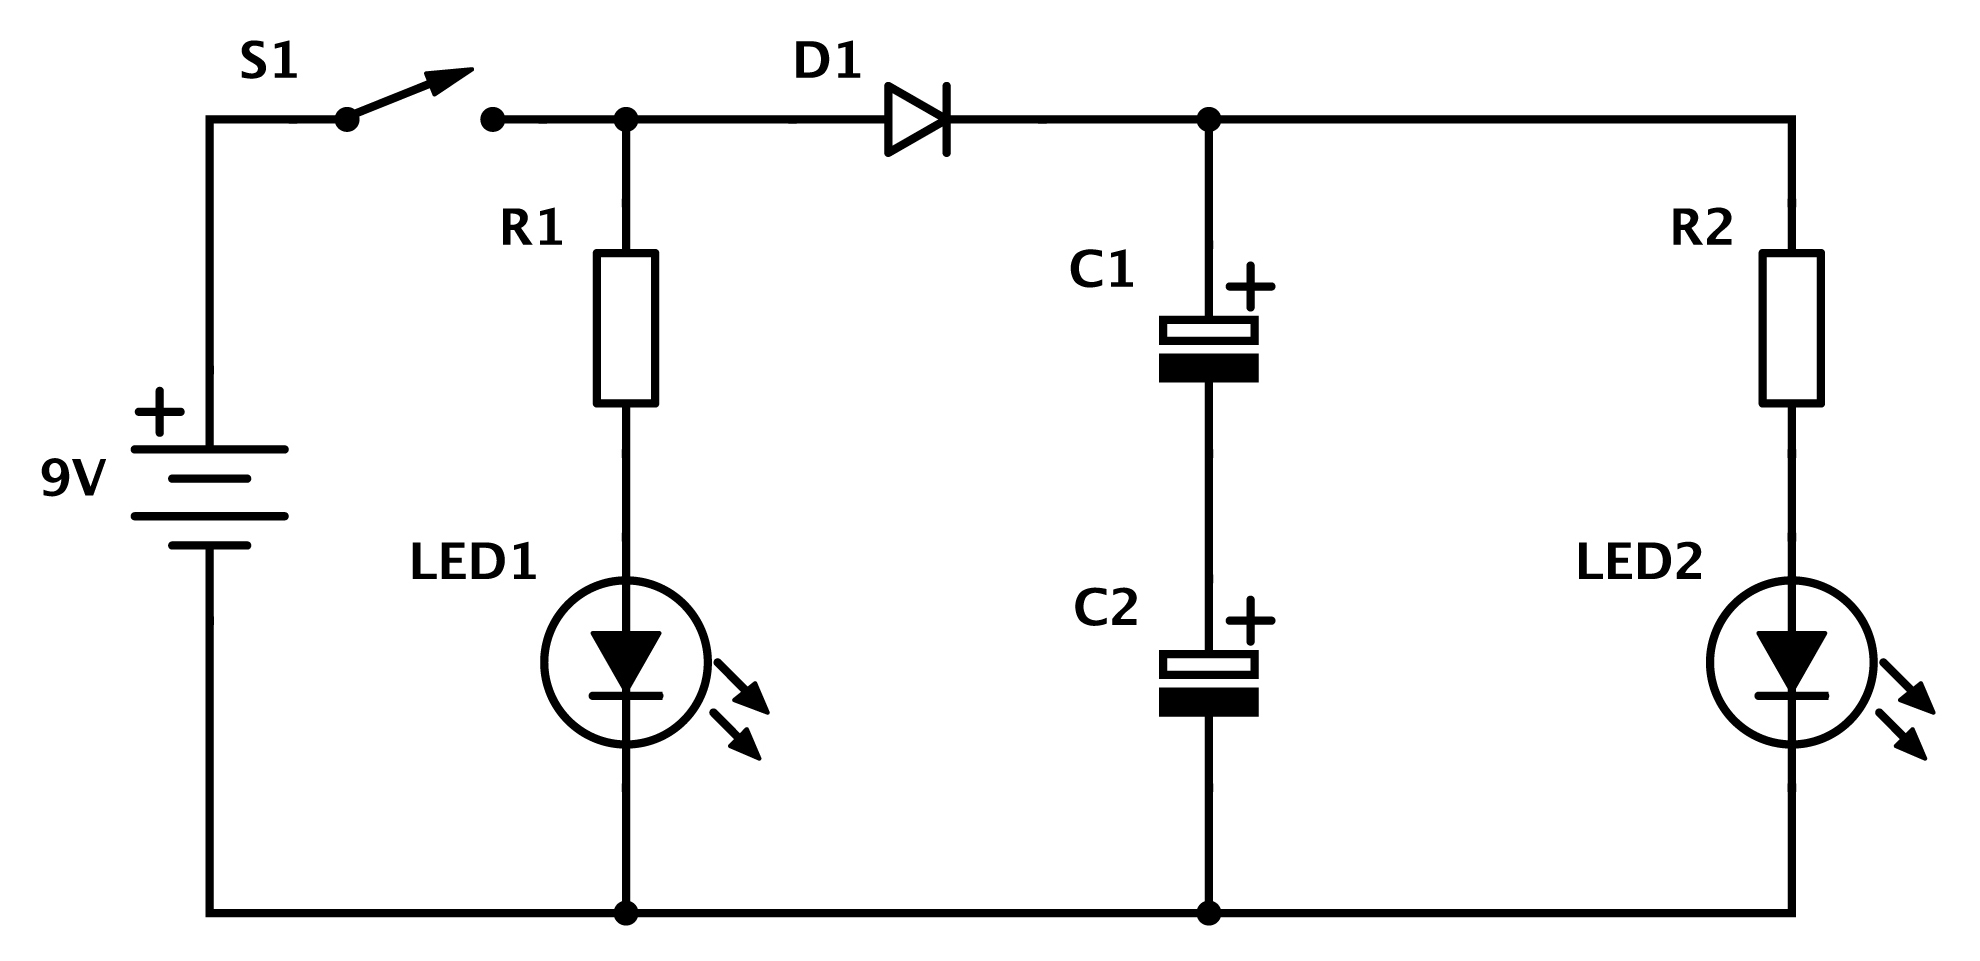 S1
D1
R1
R2
C1
+
+
9V
LED1
LED2
C2
+